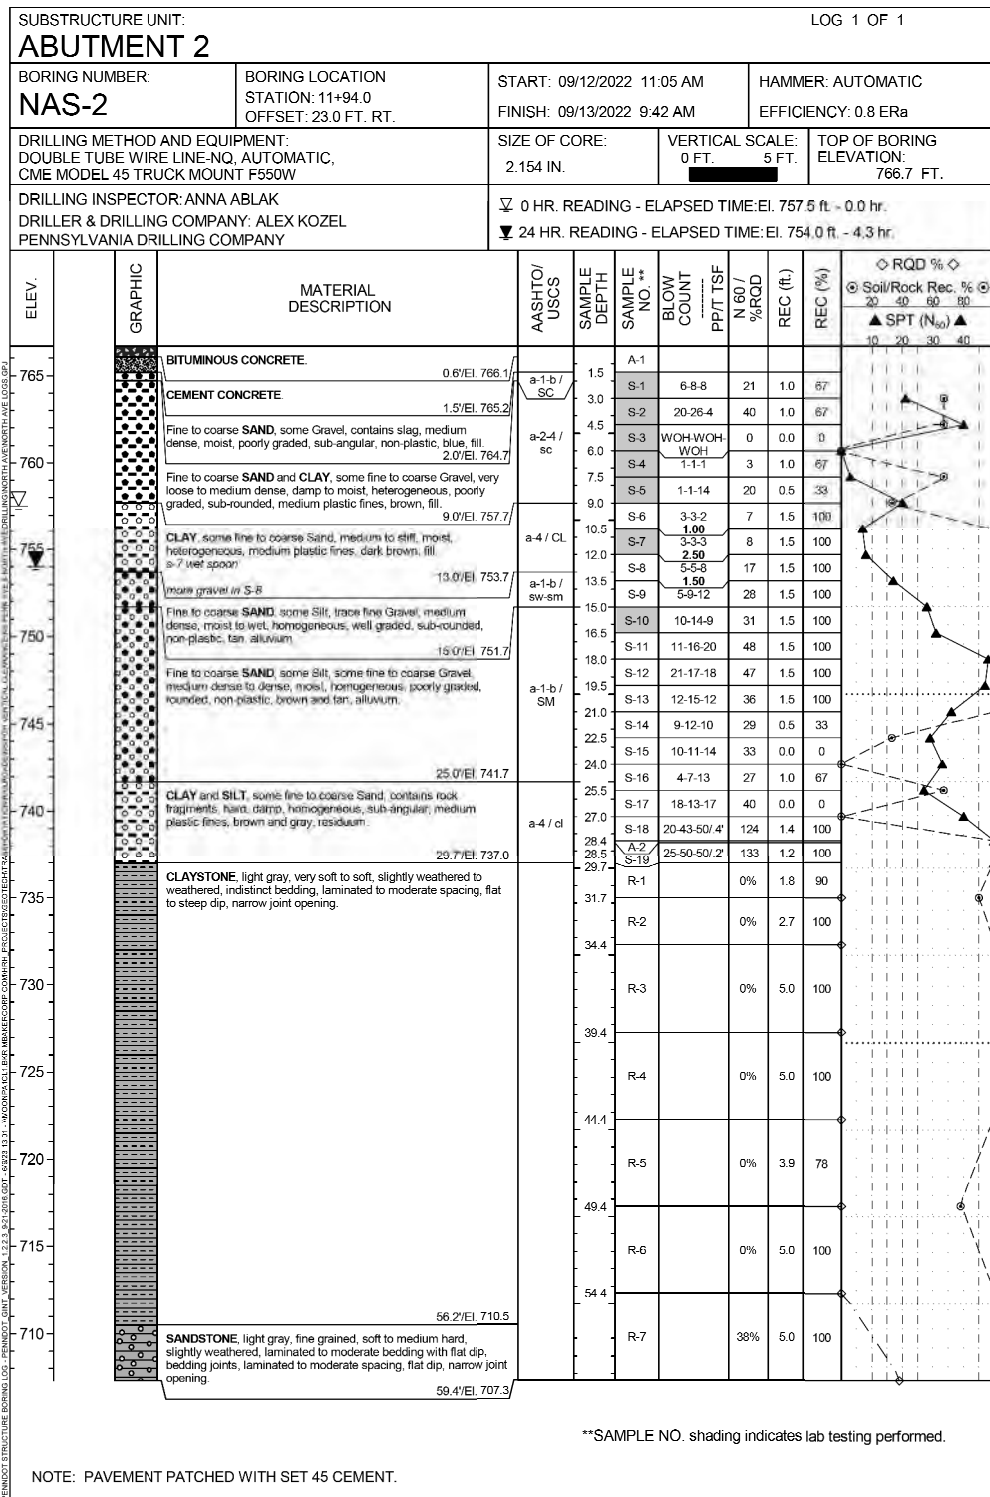 SUBSTRUCTURE UNIT:
LOG 1 OF 1
ABUTMENT 2
BORING NUMBER:
NAS-2
BORING LOCATION
STATION: 11+94.0
OFFSET: 23.0 FT. RT.
START: 09/12/2022 11:05 AM
FINISH: 09/13/2022 9:42 AM
HAMMER: AUTOMATIC
EFFICIENCY: 0.8 ERa
DRILLING METHOD AND EQUIPMENT:
DOUBLE TUBE WIRE LINE-NQ, AUTOMATIC,
CME MODEL 45 TRUCK MOUNT F550W
SIZE OF CORE:
2.154 IN.
VERTICAL SCALE:
0 FT. 5 FT.
TOP OF BORING
ELEVATION:
766.7 FT.
DRILLING INSPECTOR: ANNA ABLAK
DRILLER & DRILLING COMPANY: ALEX KOZEL
PENNSYLVANIA DRILLING COMPANY
0 HR. READING - ELAPSED TIME: El. 757.5 ft. - 0.0 hr.
24 HR. READING - ELAPSED TIME: El. 754.0 ft. - 4.3 hr.
ELEV.
GRAPHIC
MATERIAL
DESCRIPTION
AASHTO/
USCS
SAMPLE
DEPTH
SAMPLE
NO. **
BLOW
COUNT
--------
PP/T TSF
N 60 /
%RQD
REC (ft.)
REC (%)
◇ RQD % ◇
Soil/Rock Rec. %
20 40 60 80
▲ SPT (N60) ▲
10 20 30 40
765
760
755
750
745
740
735
730
725
720
715
710
BITUMINOUS CONCRETE.
0.6'/El. 766.1
CEMENT CONCRETE.
1.5'/El. 765.2
Fine to coarse SAND, some Gravel, contains slag, medium
dense, moist, poorly graded, sub-angular, non-plastic, blue, fill.
2.0'/El. 764.7
Fine to coarse SAND and CLAY, some fine to coarse Gravel, very
loose to medium dense, damp to moist, heterogeneous, poorly
graded, sub-rounded, medium plastic fines, brown, fill.
9.0'/El. 757.7
CLAY, some fine to coarse Sand, medium to stiff, moist,
heterogeneous, medium plastic fines, dark brown, fill
s-7 wet spoon
13.0'/El. 753.7
more gravel in S-8
Fine to coarse SAND, some Silt, trace fine Gravel, medium
dense, moist to wet, homogeneous, well graded, sub-rounded,
non-plastic, tan, alluvium.
15.0'/El. 751.7
Fine to coarse SAND, some Silt, some fine to coarse Gravel,
medium dense to dense, moist, homogeneous, poorly graded,
rounded, non-plastic, brown and tan, alluvium.
25.0'/El. 741.7
CLAY and SILT, some fine to coarse Sand, contains rock
fragments, hard, damp, homogeneous, sub-angular, medium
plastic fines, brown and gray, residuum.
29.7'/El. 737.0
CLAYSTONE, light gray, very soft to soft, slightly weathered to
weathered, indistinct bedding, laminated to moderate spacing, flat
to steep dip, narrow joint opening.
56.2'/El. 710.5
SANDSTONE, light gray, fine grained, soft to medium hard,
slightly weathered, laminated to moderate bedding with flat dip,
bedding joints, laminated to moderate spacing, flat dip, narrow joint
opening.
59.4'/El. 707.3
a-1-b /
SC
a-2-4 /
sc
a-4 / CL
a-1-b /
sw-sm
a-1-b /
SM
a-4 / cl
A-1
1.5
S-1 6-8-8 21 1.0 67
3.0
S-2 20-26-4 40 1.0 67
4.5
S-3 WOH-WOH-
WOH 0 0.0 0
6.0
S-4 1-1-1 3 1.0 67
7.5
S-5 1-1-14 20 0.5 33
9.0
S-6 3-3-2 7 1.5 100
1.00
10.5
S-7 3-3-3 8 1.5 100
2.50
12.0
S-8 5-5-8 17 1.5 100
1.50
13.5
S-9 5-9-12 28 1.5 100
15.0
S-10 10-14-9 31 1.5 100
16.5
S-11 11-16-20 48 1.5 100
18.0
S-12 21-17-18 47 1.5 100
19.5
S-13 12-15-12 36 1.5 100
21.0
S-14 9-12-10 29 0.5 33
22.5
S-15 10-11-14 33 0.0 0
24.0
S-16 4-7-13 27 1.0 67
25.5
S-17 18-13-17 40 0.0 0
27.0
S-18 20-43-50/.4' 124 1.4 100
28.4
A-2
28.5
S-19 25-50-50/.2' 133 1.2 100
29.7
R-1 0% 1.8 90
31.7
R-2 0% 2.7 100
34.4
R-3 0% 5.0 100
39.4
R-4 0% 5.0 100
44.4
R-5 0% 3.9 78
49.4
R-6 0% 5.0 100
54.4
R-7 38% 5.0 100
**SAMPLE NO. shading indicates lab testing performed.
NOTE: PAVEMENT PATCHED WITH SET 45 CEMENT.